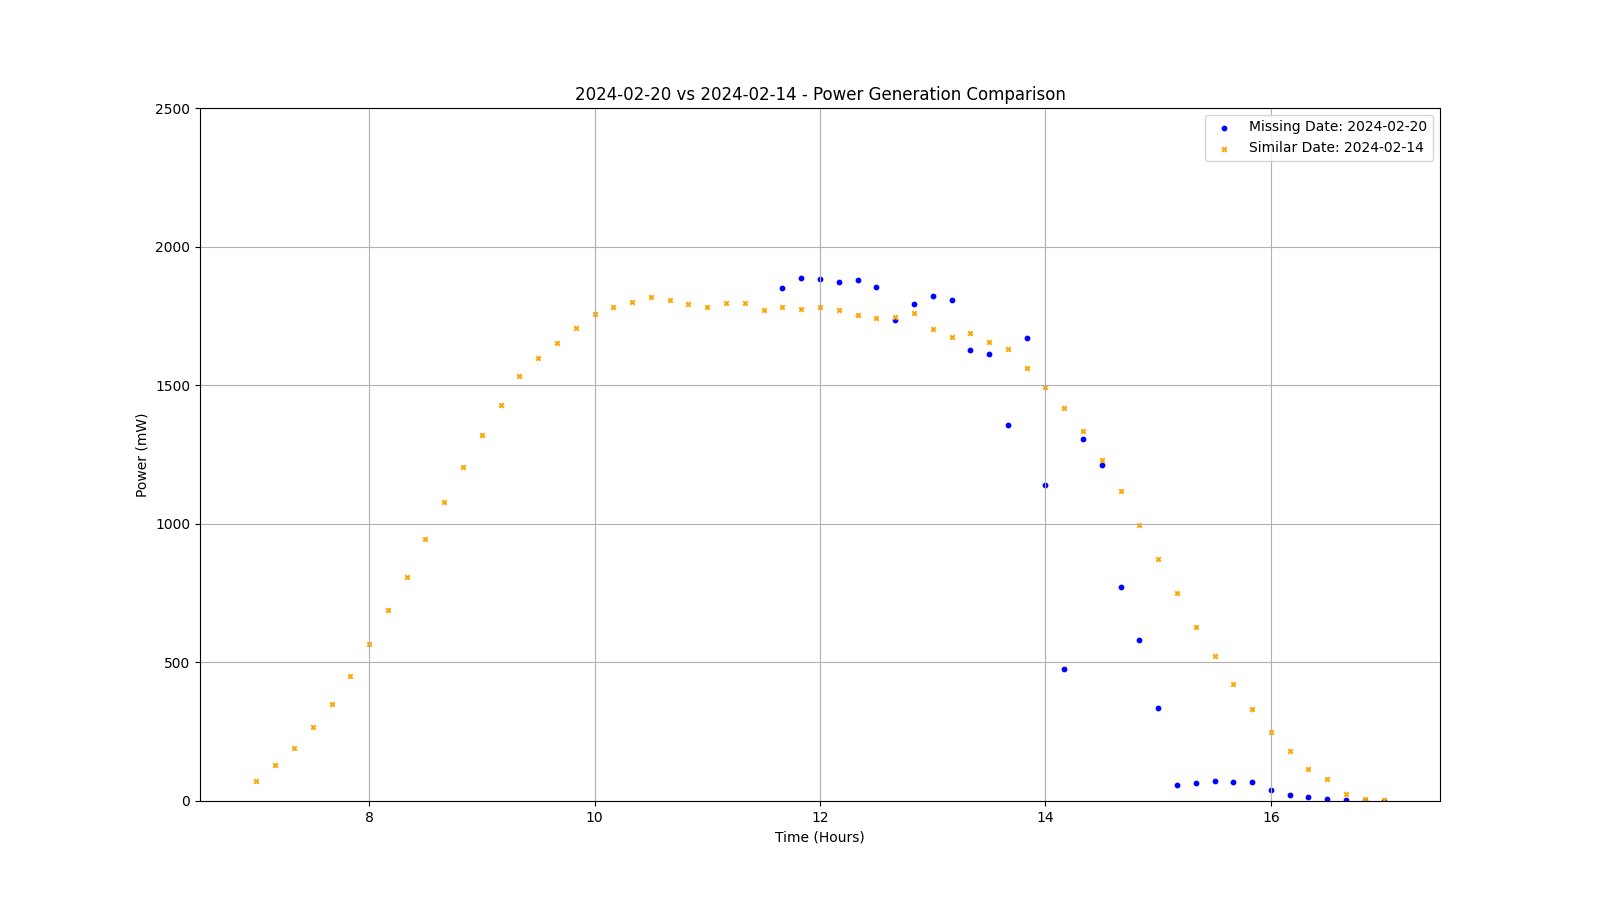 2024-02-20 vs 2024-02-14 - Power Generation Comparison
Missing Date: 2024-02-20
Similar Date: 2024-02-14
2500
2000
1500
1000
500
0
Power (mW)
8
10
12
14
16
Time (Hours)